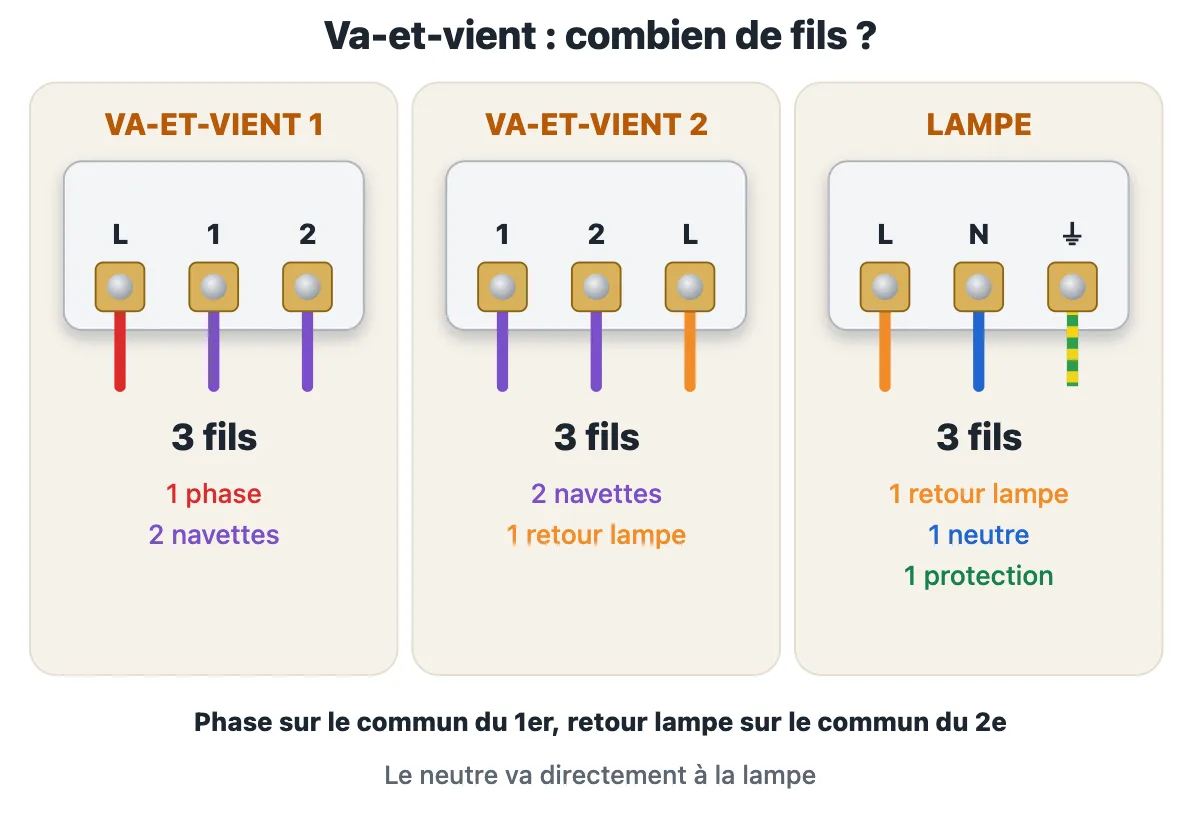 Va-et-vient : combien de fils ?
VA-ET-VIENT 1
L 1 2
3 fils
1 phase
2 navettes
VA-ET-VIENT 2
1 2 L
3 fils
2 navettes
1 retour lampe
LAMPE
L N ⏚
3 fils
1 retour lampe
1 neutre
1 protection
Phase sur le commun du 1er, retour lampe sur le commun du 2e
Le neutre va directement à la lampe